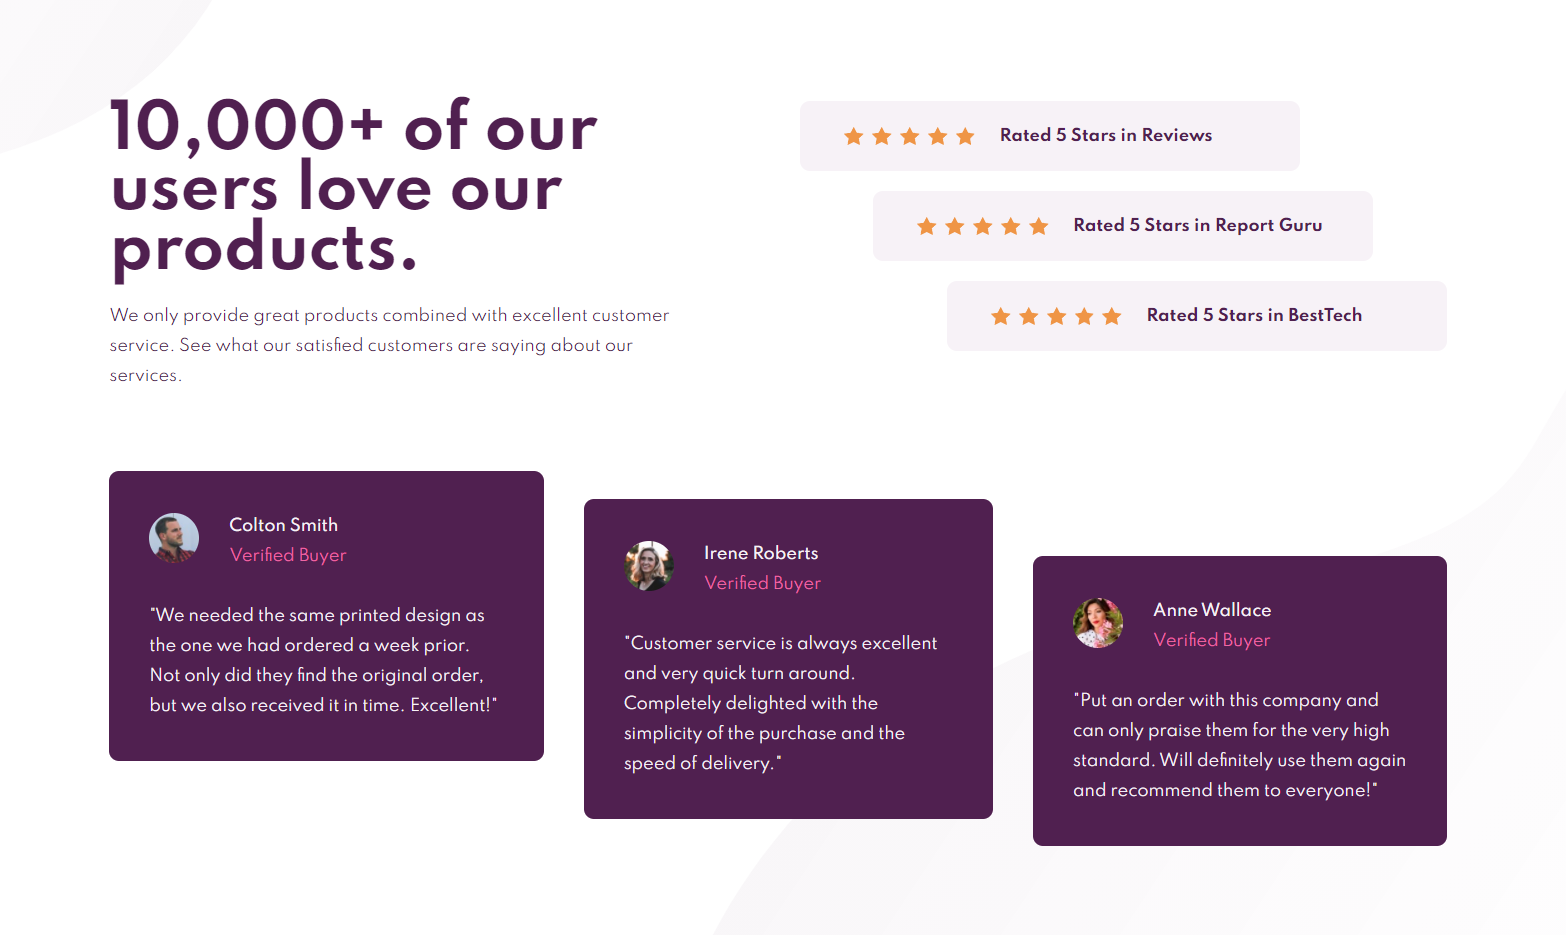 10,000+ of our
users love our
products.
We only provide great products combined with excellent customer
service. See what our satisfied customers are saying about our
services.
Rated 5 Stars in Reviews
Rated 5 Stars in Report Guru
Rated 5 Stars in BestTech
Colton Smith
Verified Buyer
"We needed the same printed design as
the one we had ordered a week prior.
Not only did they find the original order,
but we also received it in time. Excellent!"
Irene Roberts
Verified Buyer
"Customer service is always excellent
and very quick turn around.
Completely delighted with the
simplicity of the purchase and the
speed of delivery."
Anne Wallace
Verified Buyer
"Put an order with this company and
can only praise them for the very high
standard. Will definitely use them again
and recommend them to everyone!"